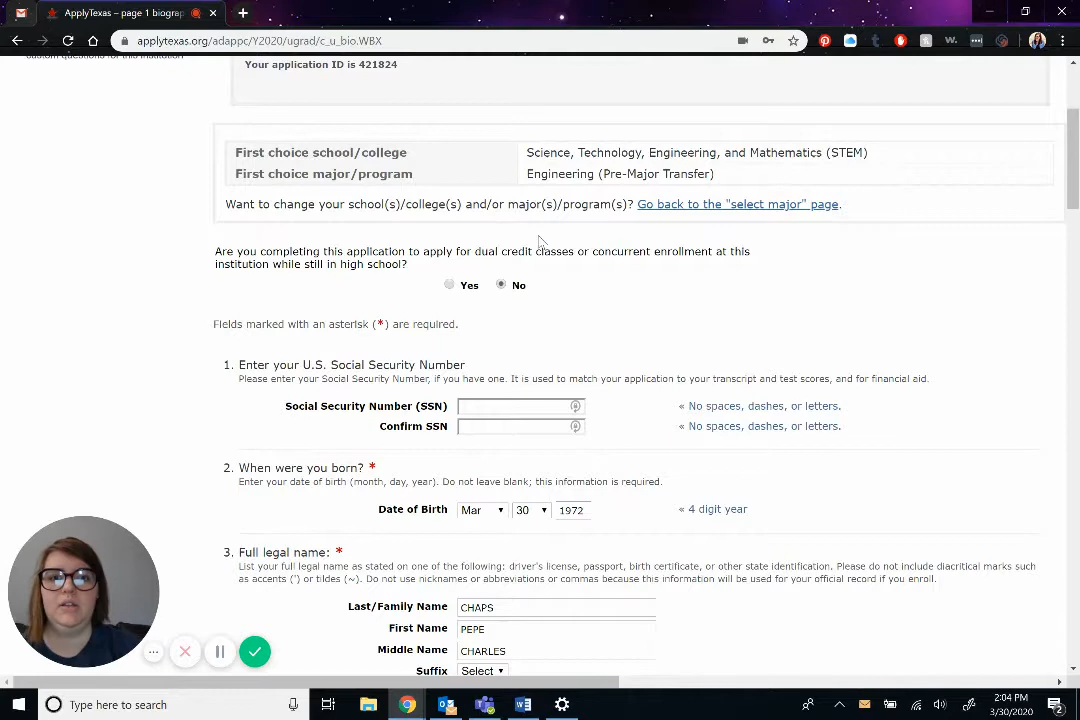 ApplyTexas – page 1 biograp
applytexas.org/adappc/Y2020/ugrad/c_u_bio.WBX
custom questions for this institution
Your application ID is 421824
First choice school/college
Science, Technology, Engineering, and Mathematics (STEM)
First choice major/program
Engineering (Pre-Major Transfer)
Want to change your school(s)/college(s) and/or major(s)/program(s)? Go back to the "select major" page.
Are you completing this application to apply for dual credit classes or concurrent enrollment at this
institution while still in high school?
Yes No
Fields marked with an asterisk (*) are required.
1. Enter your U.S. Social Security Number
Please enter your Social Security Number, if you have one. It is used to match your application to your transcript and test scores, and for financial aid.
Social Security Number (SSN) « No spaces, dashes, or letters.
Confirm SSN « No spaces, dashes, or letters.
2. When were you born? *
Enter your date of birth (month, day, year). Do not leave blank; this information is required.
Date of Birth Mar 30 1972 « 4 digit year
3. Full legal name: *
List your full legal name as stated on one of the following: driver's license, passport, birth certificate, or other state identification. Please do not include diacritical marks such
as accents (') or tildes (~). Do not use nicknames or abbreviations or commas because this information will be used for your official record if you enroll.
Last/Family Name CHAPS
First Name PEPE
Middle Name CHARLES
Suffix Select
Type here to search
2:04 PM
3/30/2020